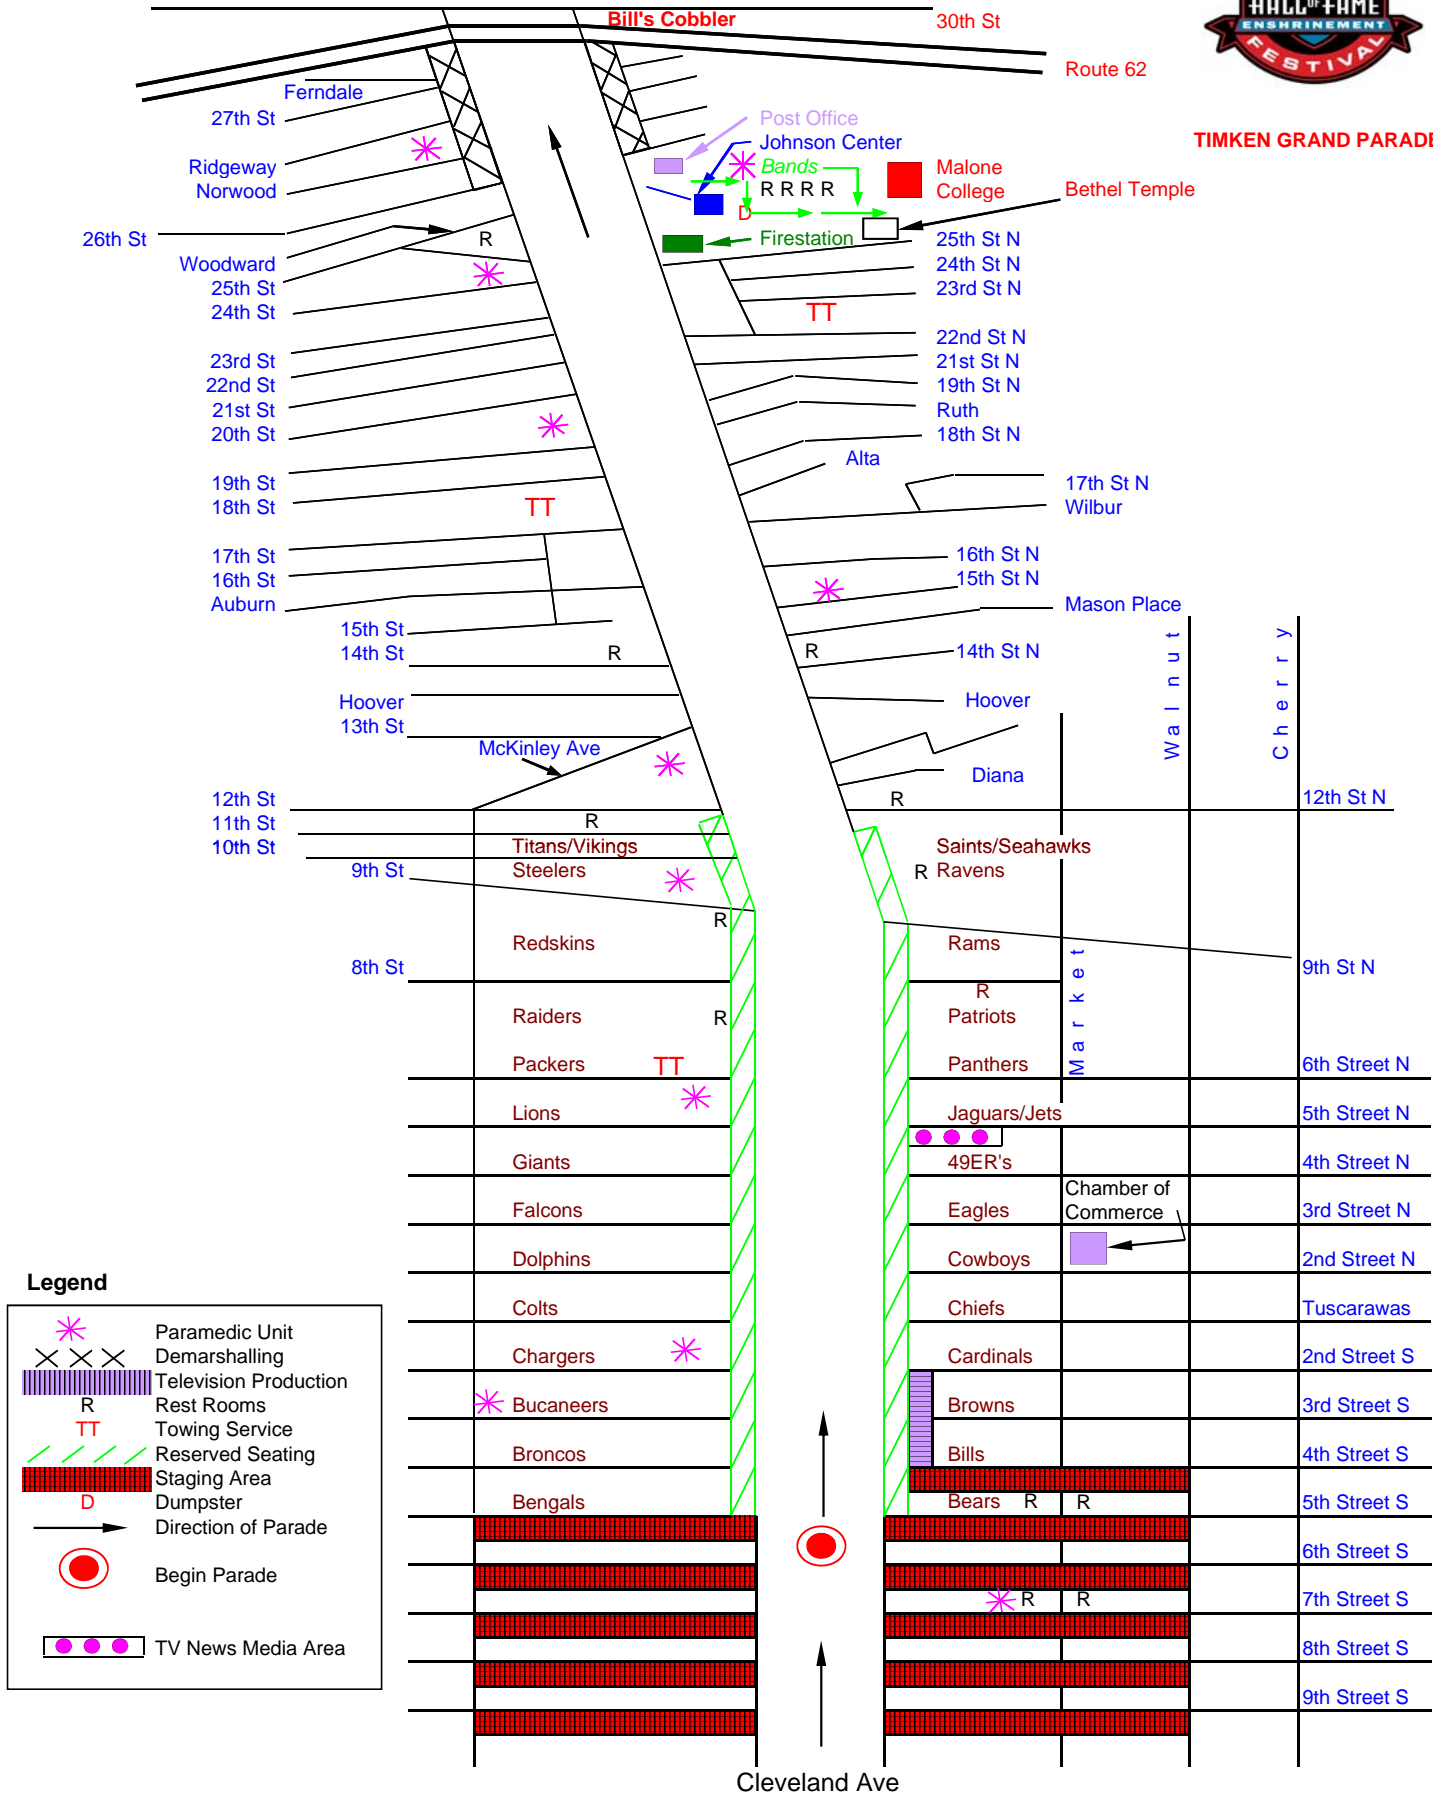 HALL OF FAME
ENSHRINEMENT
FESTIVAL
TIMKEN GRAND PARADE
Bill's Cobbler
30th St
Route 62
Ferndale
27th St
Ridgeway
Norwood
26th St
Woodward
25th St
24th St
23rd St
22nd St
21st St
20th St
19th St
18th St
17th St
16th St
Auburn
15th St
14th St
Hoover
13th St
McKinley Ave
12th St
11th St
10th St
9th St
8th St
R
R
R
R
R
TT
TT
Post Office
Johnson Center
Bands
R R R R
D
Malone
College
Bethel Temple
Firestation
25th St N
24th St N
23rd St N
TT
22nd St N
21st St N
19th St N
Ruth
18th St N
Alta
17th St N
Wilbur
16th St N
15th St N
Mason Place
R
14th St N
Hoover
Diana
R
12th St N
Walnut
Cherry
Market
9th St N
6th Street N
5th Street N
4th Street N
3rd Street N
2nd Street N
Tuscarawas
2nd Street S
3rd Street S
4th Street S
5th Street S
6th Street S
7th Street S
8th Street S
9th Street S
Titans/Vikings
Steelers
Redskins
Raiders
Packers
Lions
Giants
Falcons
Dolphins
Colts
Chargers
Bucaneers
Broncos
Bengals
Saints/Seahawks
R Ravens
Rams
R
Patriots
Panthers
Jaguars/Jets
49ER's
Eagles
Cowboys
Chiefs
Cardinals
Browns
Bills
Bears R R
R R
Chamber of
Commerce
Legend
Paramedic Unit
Demarshalling
Television Production
R Rest Rooms
TT Towing Service
Reserved Seating
Staging Area
D Dumpster
Direction of Parade
Begin Parade
TV News Media Area
Cleveland Ave